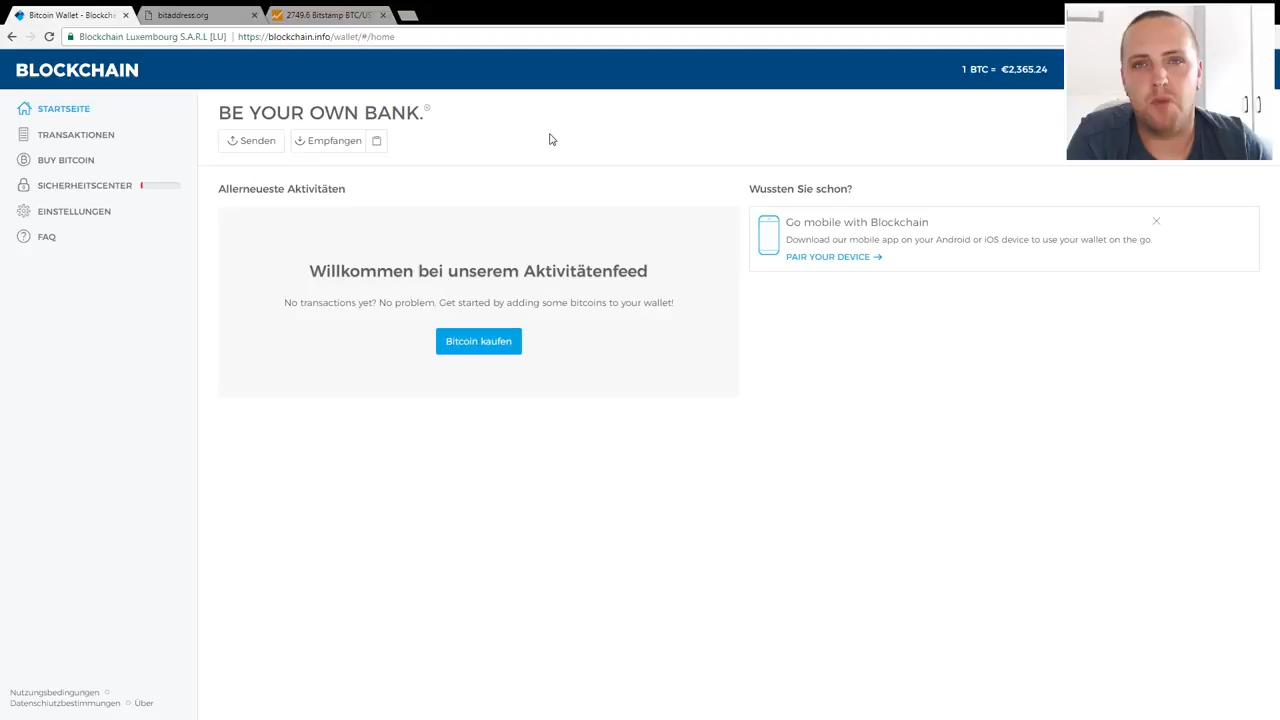 Bitcoin Wallet - Blockcha
bitaddress.org
2749.6 Bitstamp BTC/US
Blockchain Luxembourg S.A.R.L [LU]
https://blockchain.info/wallet/#/home
BLOCKCHAIN
1 BTC = €2,365.24
STARTSEITE
TRANSAKTIONEN
BUY BITCOIN
SICHERHEITSCENTER
EINSTELLUNGEN
FAQ
BE YOUR OWN BANK.®
Senden
Empfangen
Allerneueste Aktivitäten
Willkommen bei unserem Aktivitätenfeed
No transactions yet? No problem. Get started by adding some bitcoins to your wallet!
Bitcoin kaufen
Wussten Sie schon?
Go mobile with Blockchain
Download our mobile app on your Android or iOS device to use your wallet on the go.
PAIR YOUR DEVICE
Nutzungsbedingungen
Datenschutzbestimmungen
Über